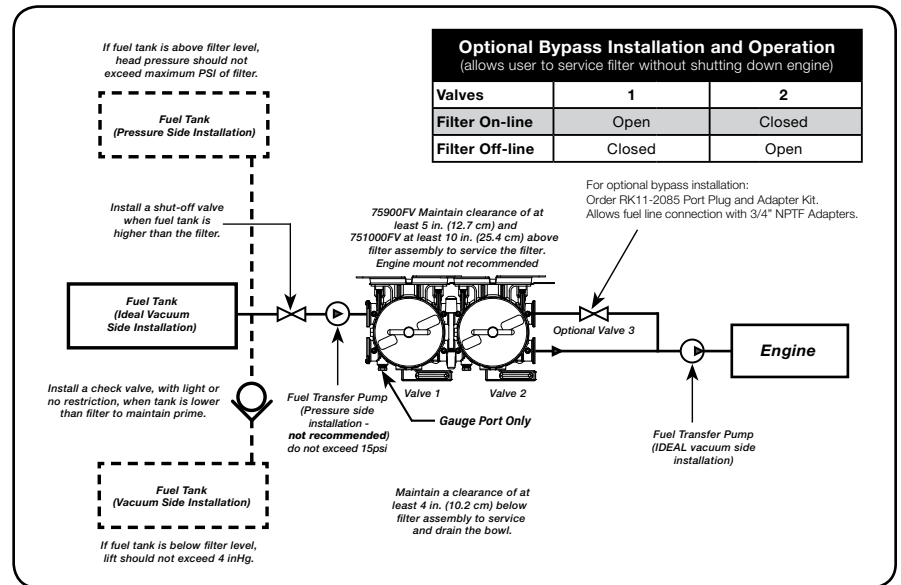 If fuel tank is above filter level,
head pressure should not
exceed maximum PSI of filter.
Fuel Tank
(Pressure Side Installation)
Optional Bypass Installation and Operation
(allows user to service filter without shutting down engine)
Valves 1 2
Filter On-line Open Closed
Filter Off-line Closed Open
For optional bypass installation:
Order RK11-2085 Port Plug and Adapter Kit.
Allows fuel line connection with 3/4" NPTF Adapters.
Install a shut-off valve
when fuel tank is
higher than the filter.
75900FV Maintain clearance of at
least 5 in. (12.7 cm) and
751000FV at least 10 in. (25.4 cm) above
filter assembly to service the filter.
Engine mount not recommended
Fuel Tank
(Ideal Vacuum
Side Installation)
Optional Valve 3
Engine
Install a check valve, with light or
no restriction, when tank is lower
than filter to maintain prime.
Fuel Transfer Pump
(Pressure side
installation -
not recommended)
do not exceed 15psi
Valve 1
Valve 2
Gauge Port Only
Fuel Transfer Pump
(IDEAL vacuum side
installation)
Fuel Tank
(Vacuum Side Installation)
Maintain a clearance of at
least 4 in. (10.2 cm) below
filter assembly to service
and drain the bowl.
If fuel tank is below filter level,
lift should not exceed 4 inHg.